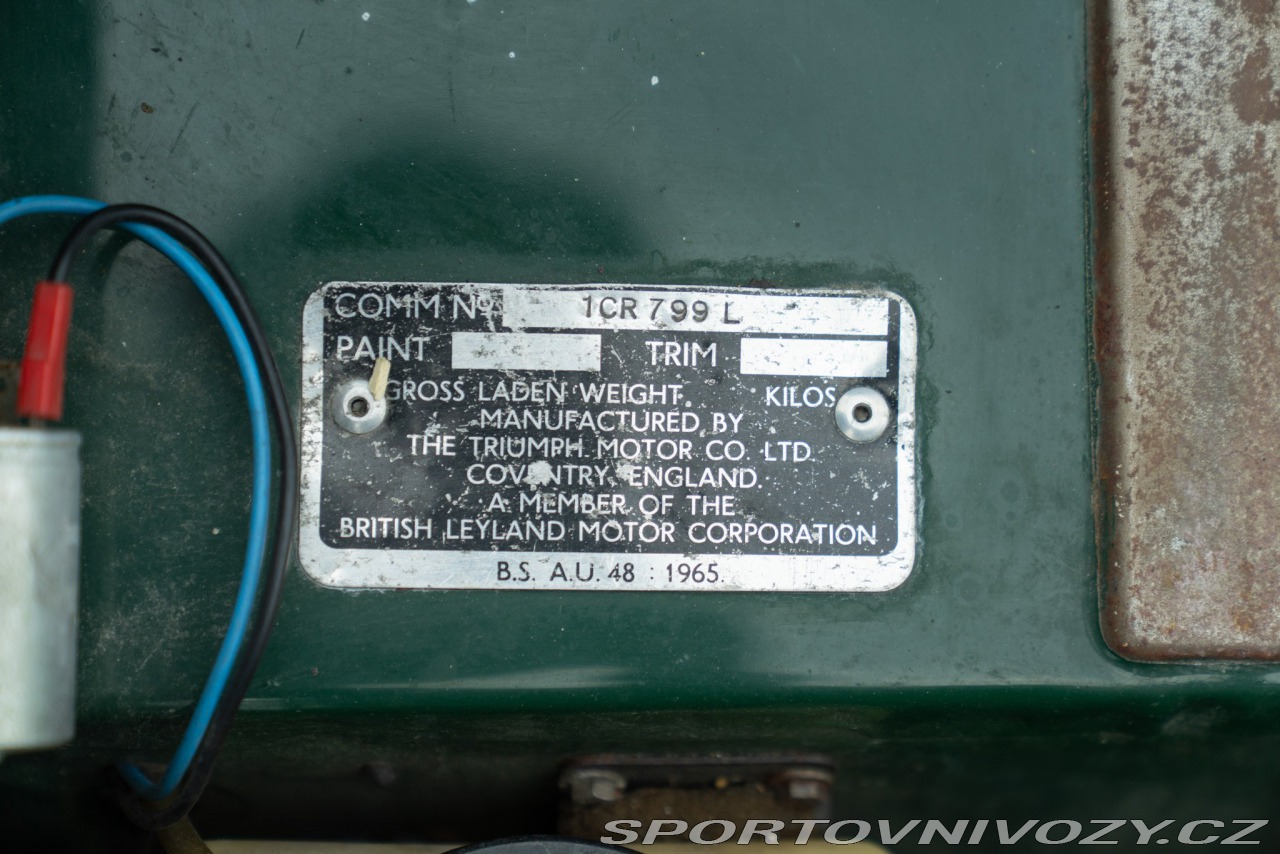 COMM Nº 1CR 799 L
PAINT TRIM
GROSS LADEN WEIGHT. KILOS
MANUFACTURED BY
THE TRIUMPH MOTOR CO. LTD.
COVENTRY, ENGLAND.
A MEMBER OF THE
BRITISH LEYLAND MOTOR CORPORATION
B.S. A.U. 48 : 1965.
SPORTOVNIVOZY.CZ